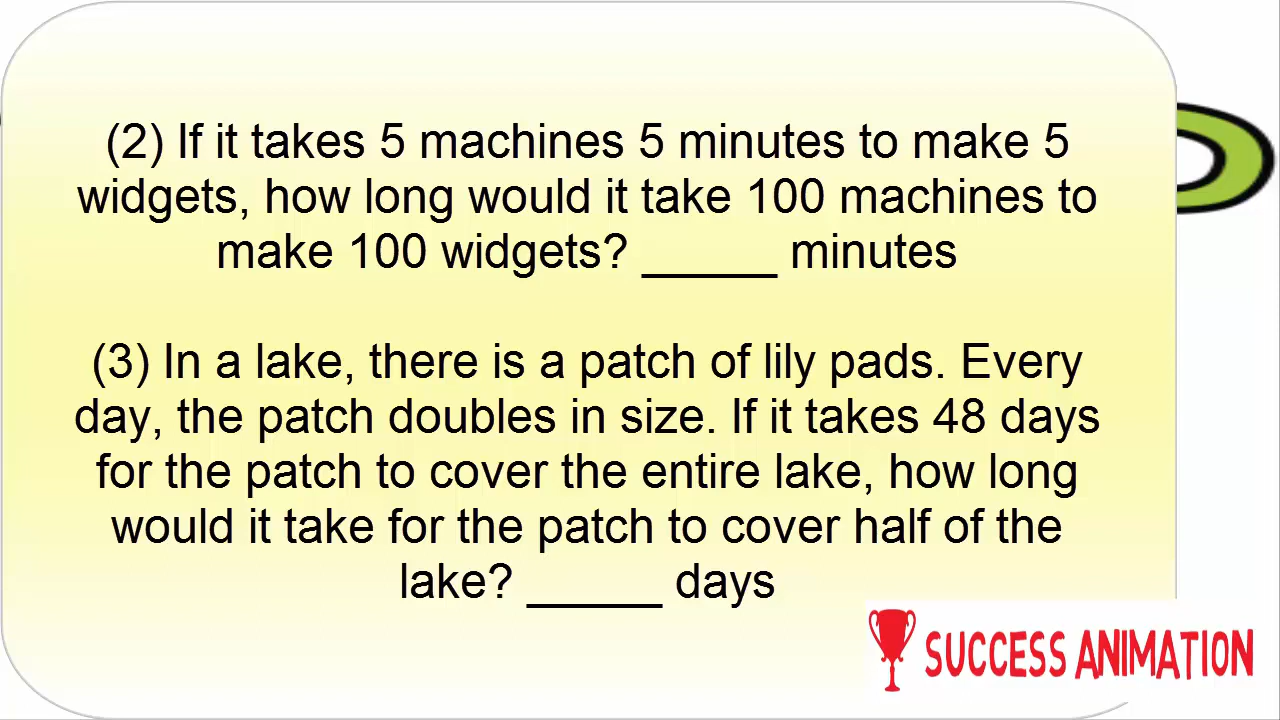 (2) If it takes 5 machines 5 minutes to make 5
widgets, how long would it take 100 machines to
make 100 widgets? _____ minutes
(3) In a lake, there is a patch of lily pads. Every
day, the patch doubles in size. If it takes 48 days
for the patch to cover the entire lake, how long
would it take for the patch to cover half of the
lake? _____ days
SUCCESS ANIMATION